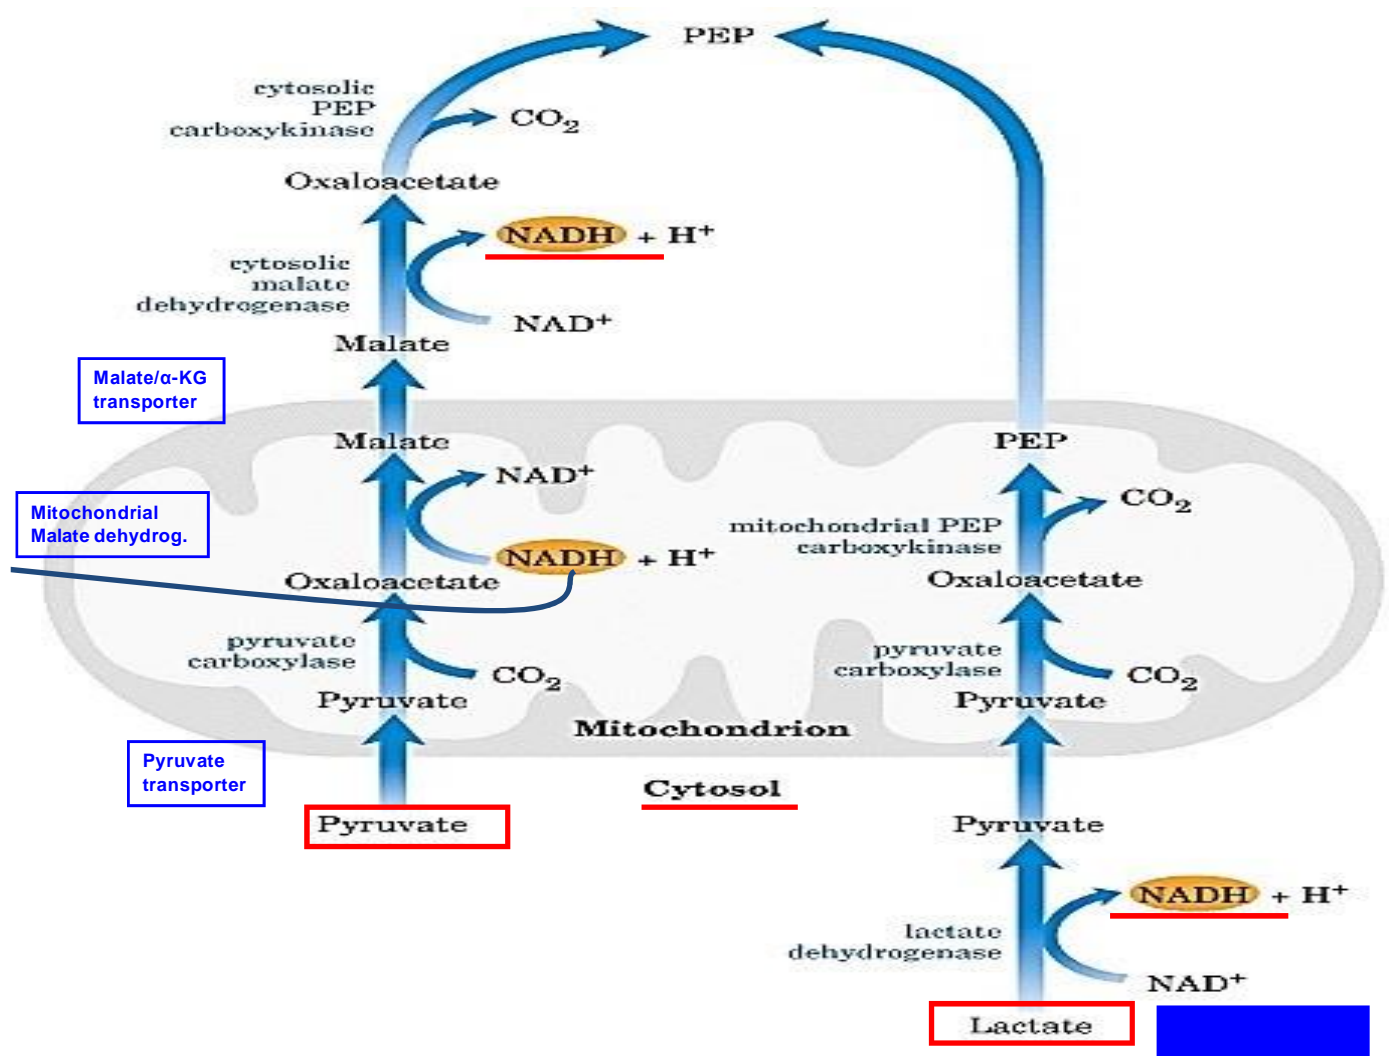 PEP
cytosolic
PEP
carboxykinase
CO₂
Oxaloacetate
NADH + H⁺
cytosolic
malate
dehydrogenase
NAD⁺
Malate
Malate/α-KG
transporter
Malate
NAD⁺
Mitochondrial
Malate dehydrog.
NADH + H⁺
Oxaloacetate
pyruvate
carboxylase
CO₂
Pyruvate
Pyruvate
transporter
Pyruvate
Mitochondrion
Cytosol
PEP
CO₂
mitochondrial PEP
carboxykinase
Oxaloacetate
pyruvate
carboxylase
CO₂
Pyruvate
Pyruvate
NADH + H⁺
lactate
dehydrogenase
NAD⁺
Lactate